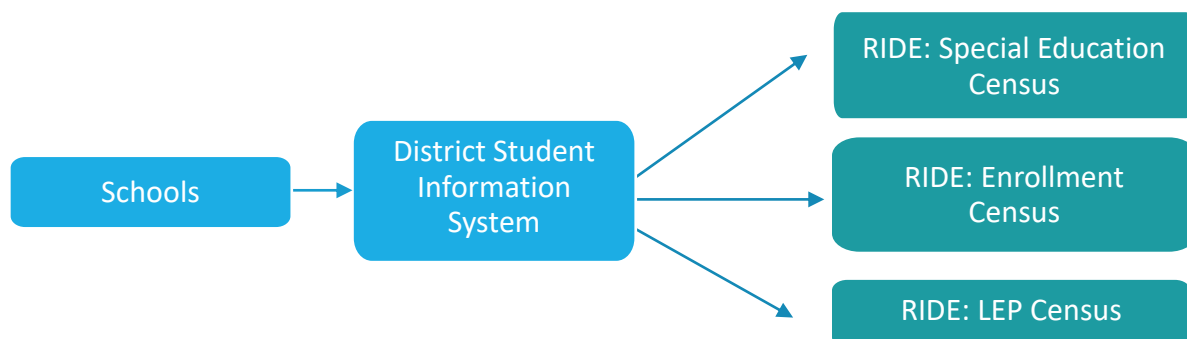 Schools
District Student
Information
System
RIDE: Special Education
Census
RIDE: Enrollment
Census
RIDE: LEP Census